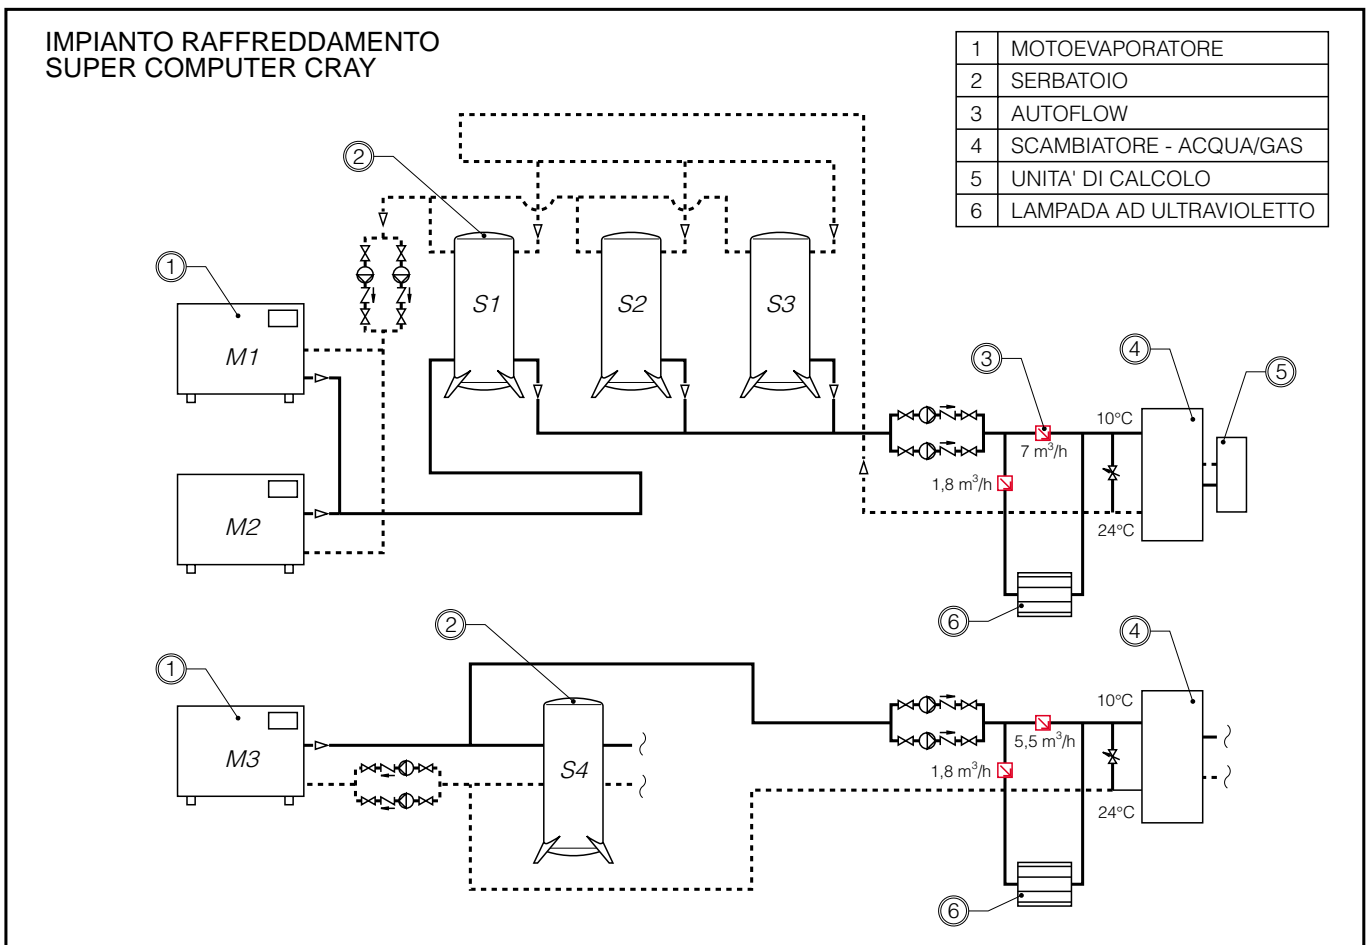 IMPIANTO RAFFREDDAMENTO
SUPER COMPUTER CRAY
1 MOTOEVAPORATORE
2 SERBATOIO
3 AUTOFLOW
4 SCAMBIATORE - ACQUA/GAS
5 UNITA' DI CALCOLO
6 LAMPADA AD ULTRAVIOLETTO
2
1
S1 S2 S3
M1
3
4
5
10°C
7 m³/h
1,8 m³/h
M2
24°C
6
2
4
1
10°C
M3
S4
5,5 m³/h
1,8 m³/h
24°C
6